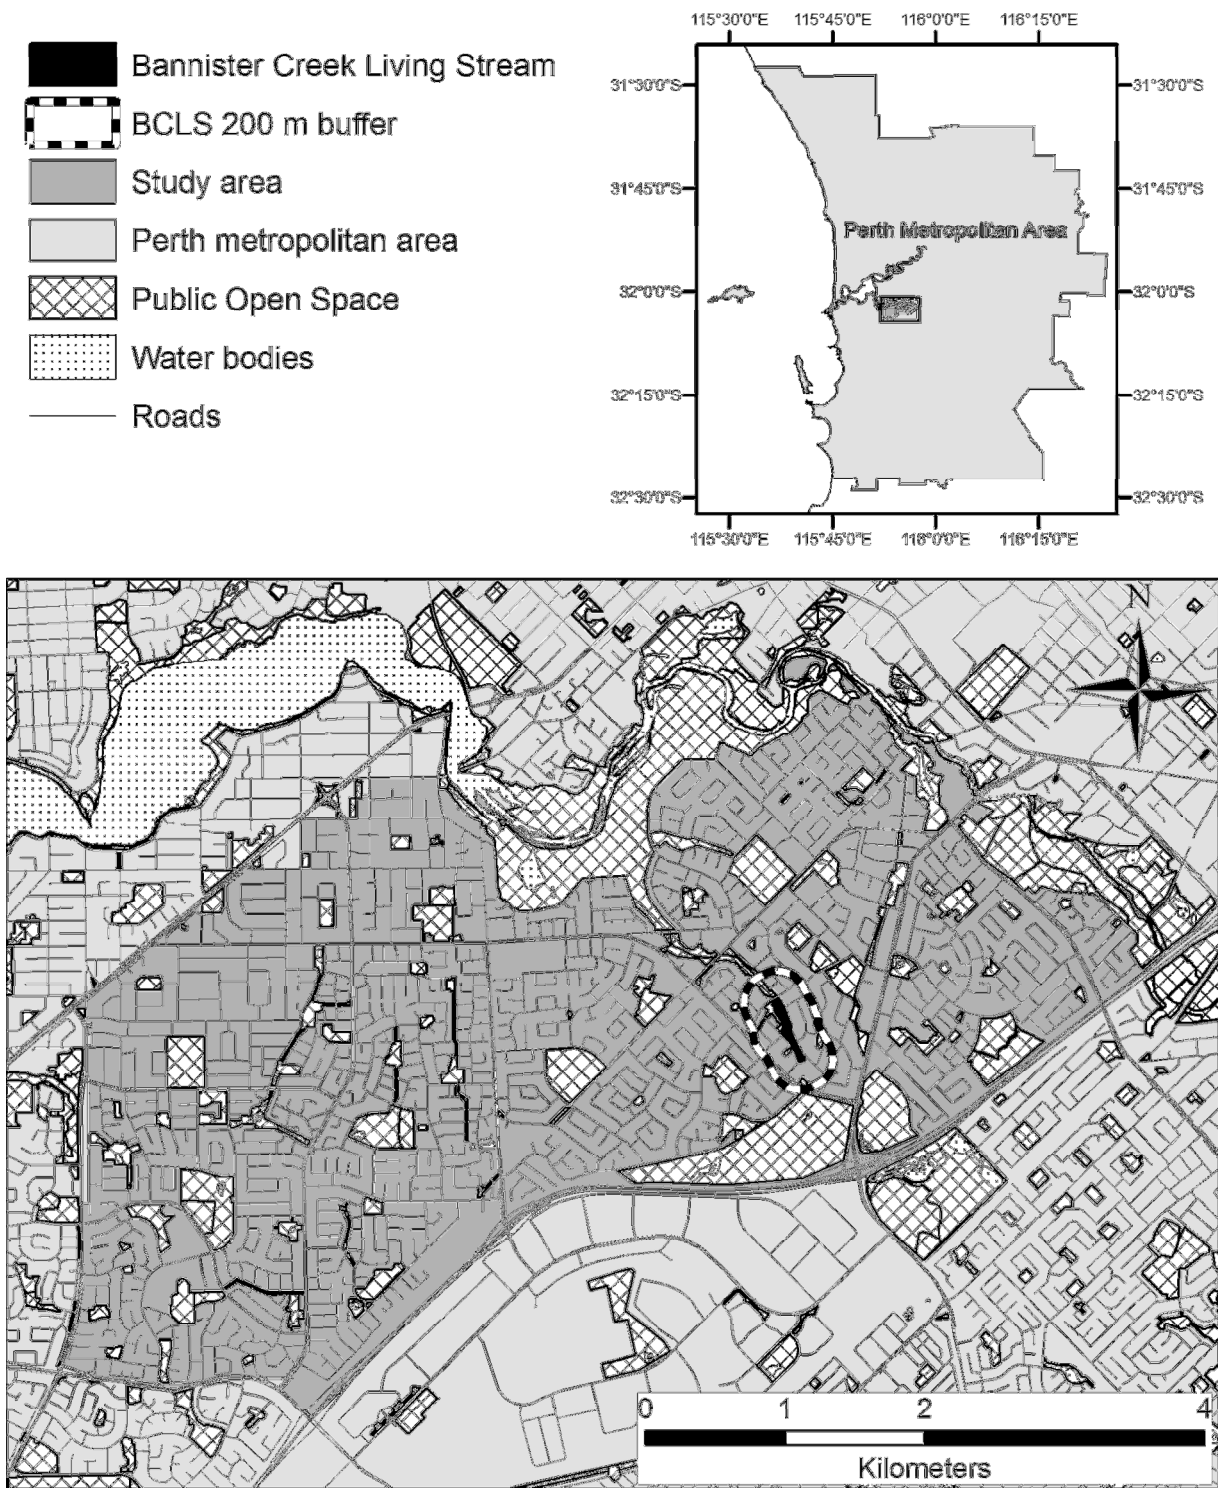 Bannister Creek Living Stream
BCLS 200 m buffer
Study area
Perth metropolitan area
Public Open Space
Water bodies
Roads
115°30'0"E 115°45'0"E 116°0'0"E 116°15'0"E
31°30'0"S 31°30'0"S
31°45'0"S 31°45'0"S
Perth Metropolitan Area
32°0'0"S 32°0'0"S
32°15'0"S 32°15'0"S
32°30'0"S 32°30'0"S
115°30'0"E 115°45'0"E 116°0'0"E 116°15'0"E
N
0 1 2 4
Kilometers